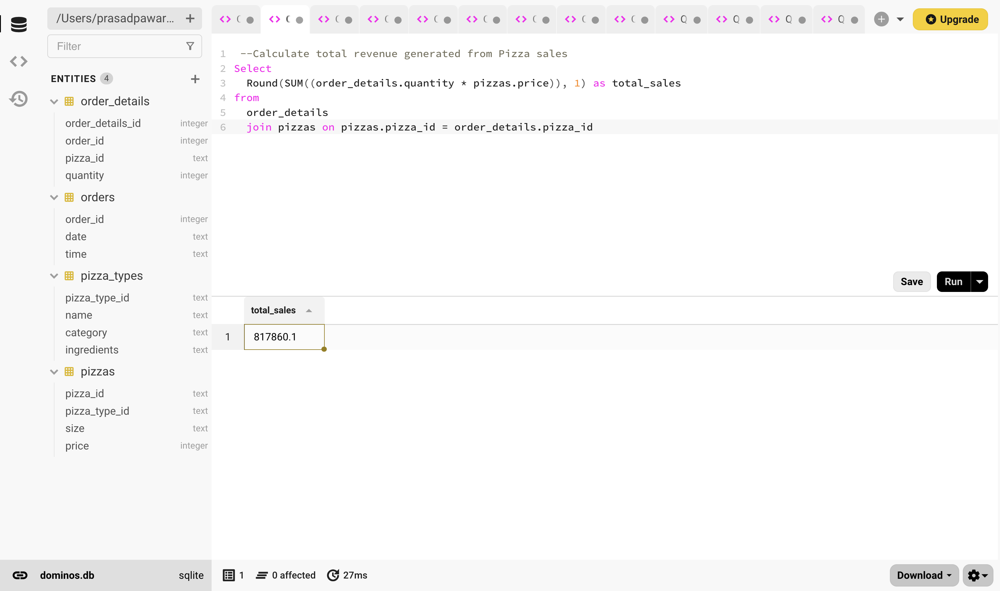 /Users/prasadpawar... +
Filter
ENTITIES 4 +
order_details
order_details_id integer
order_id integer
pizza_id text
quantity integer
orders
order_id integer
date text
time text
pizza_types
pizza_type_id text
name text
category text
ingredients text
pizzas
pizza_id text
pizza_type_id text
size text
price integer
dominos.db sqlite
Q Q Q Q
Upgrade
1 --Calculate total revenue generated from Pizza sales
2 Select
3 Round(SUM((order_details.quantity * pizzas.price)), 1) as total_sales
4 from
5 order_details
6 join pizzas on pizzas.pizza_id = order_details.pizza_id
Save Run
total_sales
1 817860.1
1 0 affected 27ms
Download